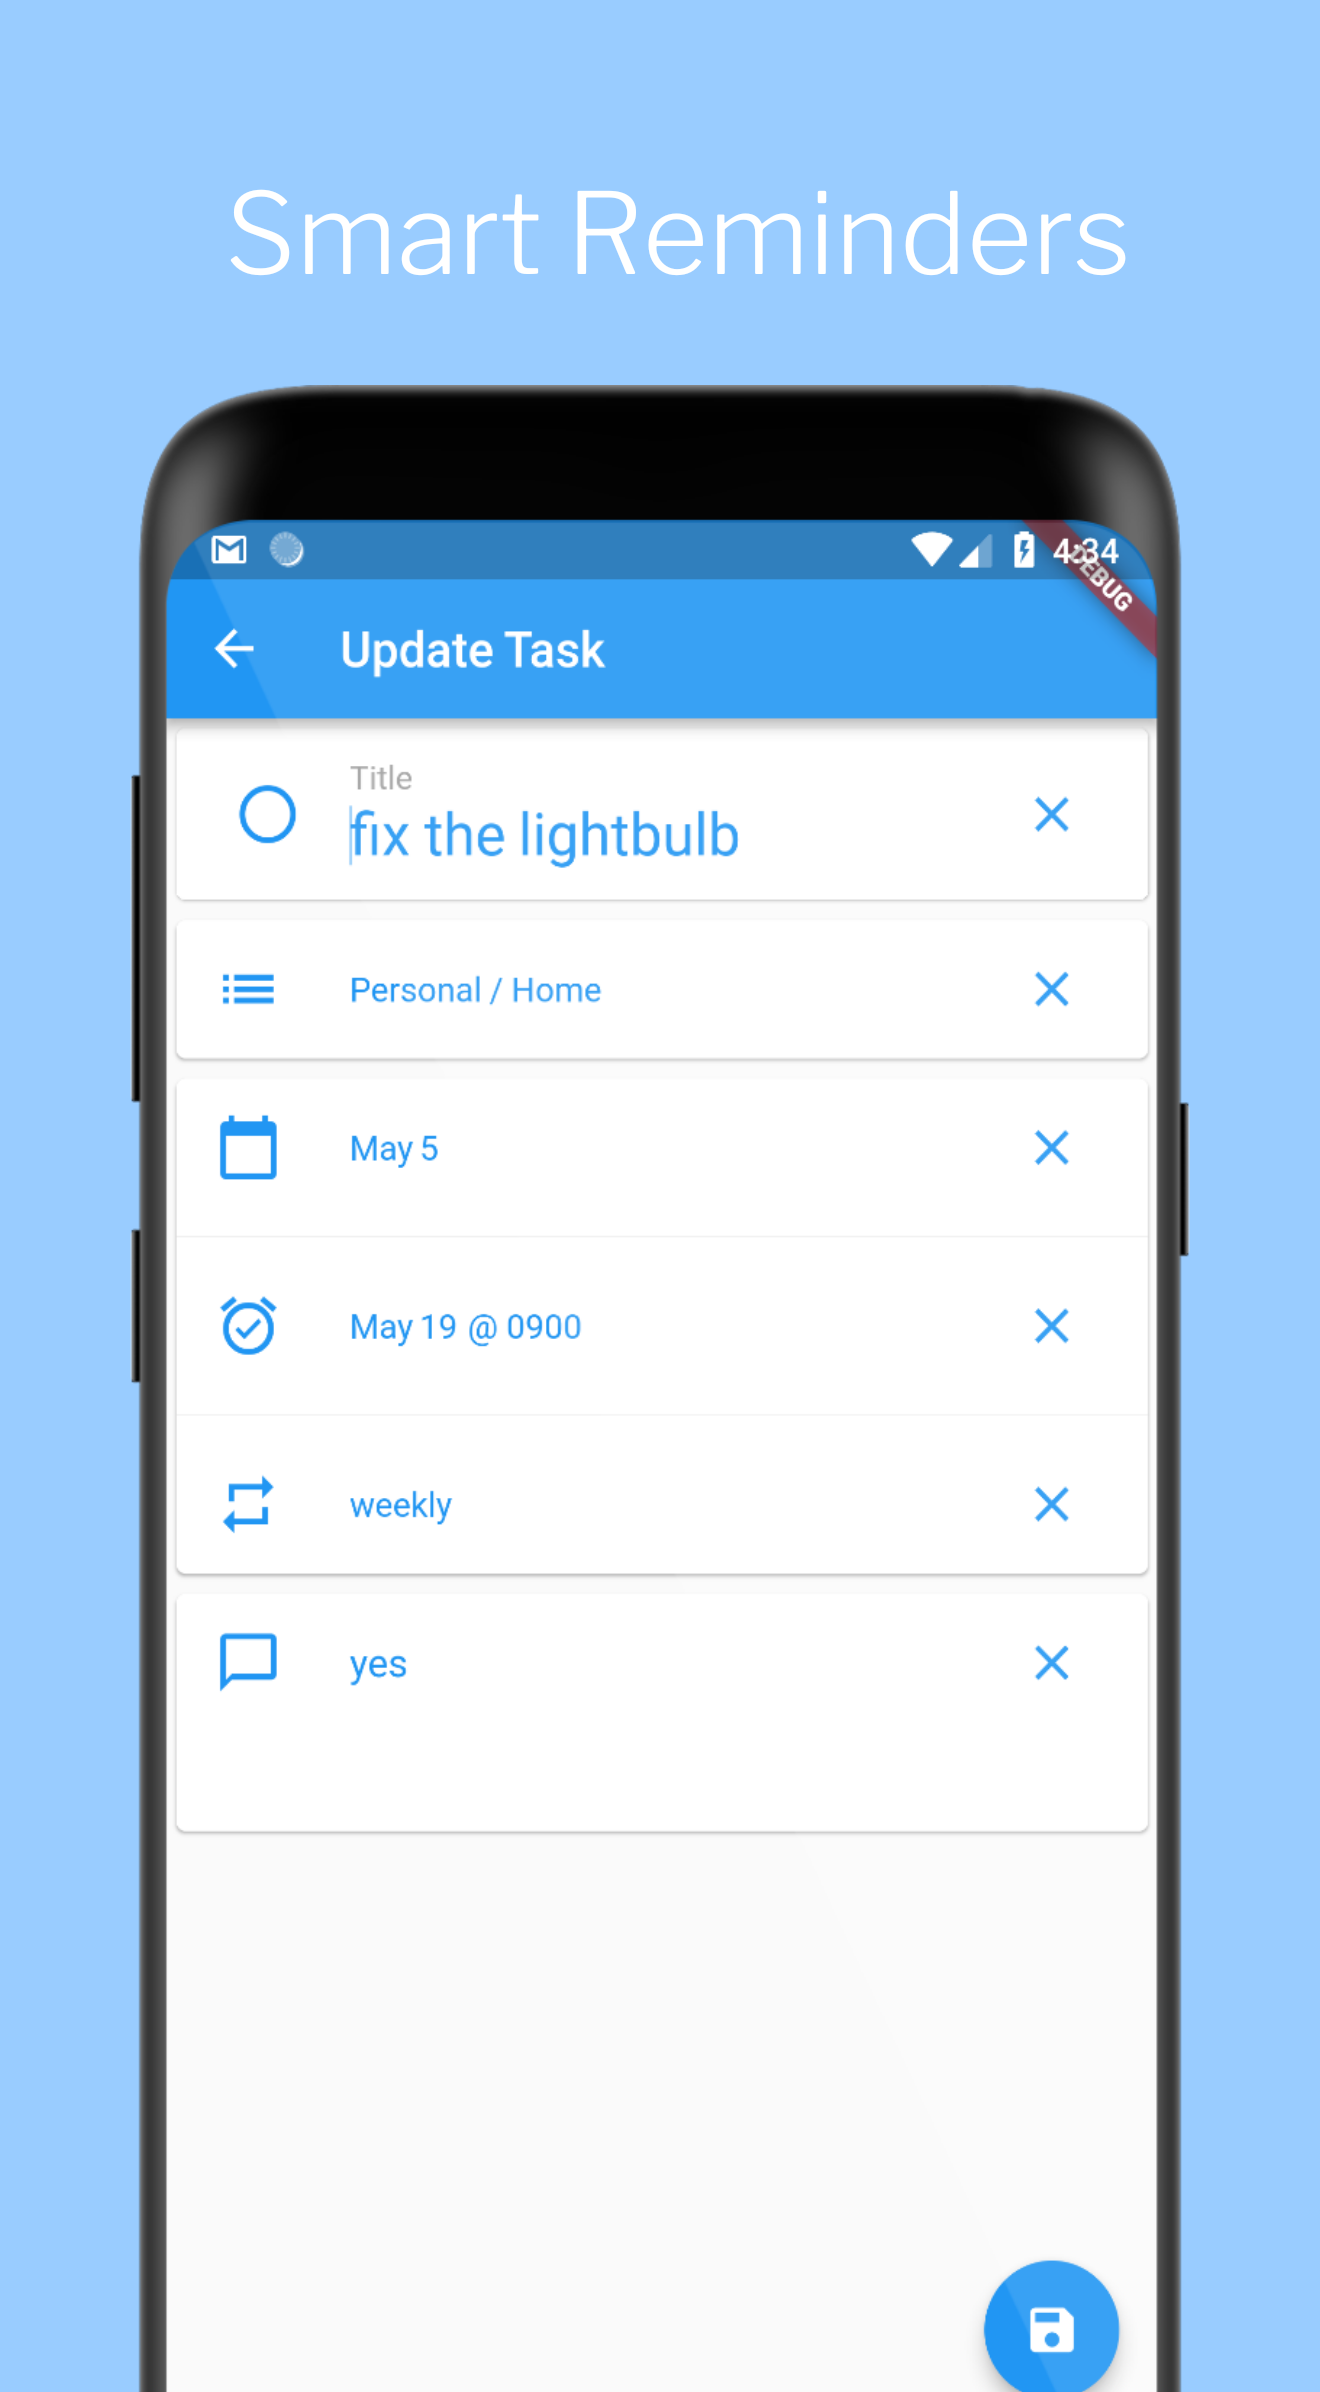 Smart Reminders
4:34
DEBUG
Update Task
Title
fix the lightbulb
Personal / Home
May 5
May 19 @ 0900
weekly
yes